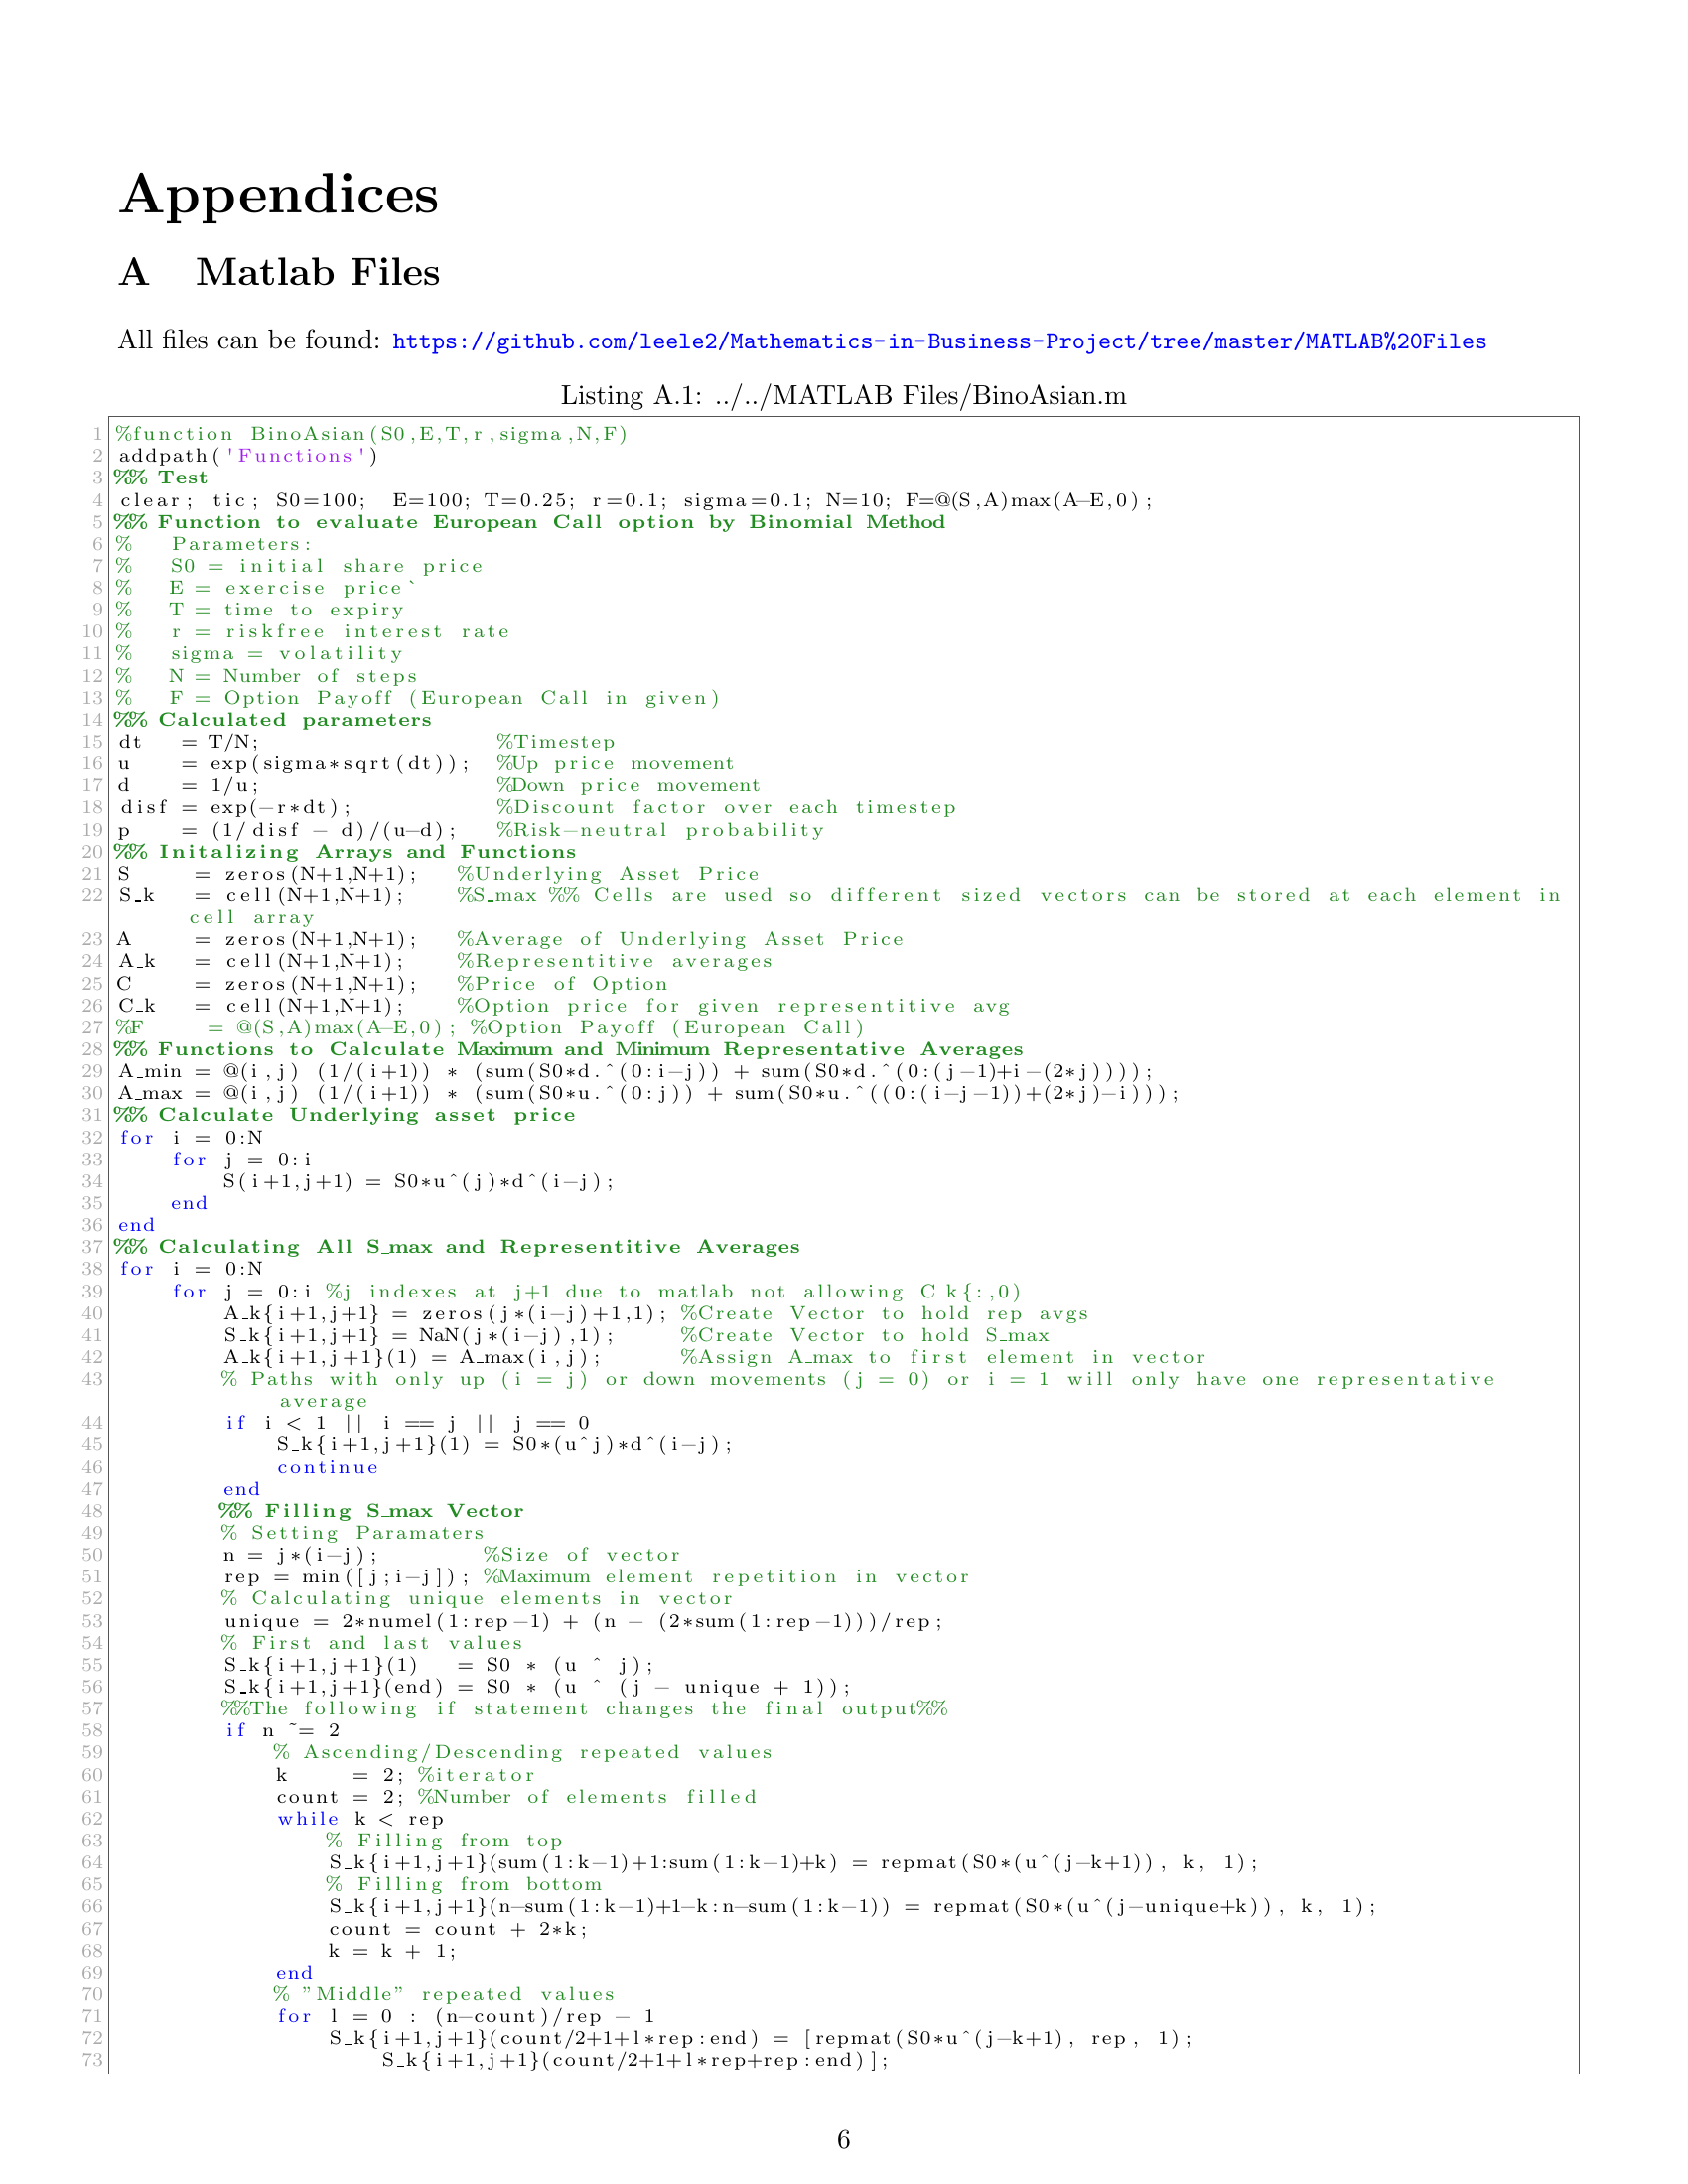 Appendices
A Matlab Files
All files can be found: https://github.com/leele2/Mathematics-in-Business-Project/tree/master/MATLAB%20Files
Listing A.1: ../../MATLAB Files/BinoAsian.m
1 %function BinoAsian(S0,E,T,r,sigma,N,F)
2 addpath('Functions')
3 %% Test
4 clear; tic; S0=100; E=100; T=0.25; r=0.1; sigma=0.1; N=10; F=@(S,A)max(A-E,0);
5 %% Function to evaluate European Call option by Binomial Method
6 % Parameters:
7 % S0 = initial share price
8 % E = exercise price`
9 % T = time to expiry
10 % r = riskfree interest rate
11 % sigma = volatility
12 % N = Number of steps
13 % F = Option Payoff (European Call in given)
14 %% Calculated parameters
15 dt = T/N; %Timestep
16 u = exp(sigma*sqrt(dt)); %Up price movement
17 d = 1/u; %Down price movement
18 disf = exp(-r*dt); %Discount factor over each timestep
19 p = (1/disf - d)/(u-d); %Risk-neutral probability
20 %% Initalizing Arrays and Functions
21 S = zeros(N+1,N+1); %Underlying Asset Price
22 S_k = cell(N+1,N+1); %S_max %% Cells are used so different sized vectors can be stored at each element in
cell array
23 A = zeros(N+1,N+1); %Average of Underlying Asset Price
24 A_k = cell(N+1,N+1); %Representitive averages
25 C = zeros(N+1,N+1); %Price of Option
26 C_k = cell(N+1,N+1); %Option price for given representitive avg
27 %F = @(S,A)max(A-E,0); %Option Payoff (European Call)
28 %% Functions to Calculate Maximum and Minimum Representative Averages
29 A_min = @(i,j) (1/(i+1)) * (sum(S0*d.^(0:i-j)) + sum(S0*d.^(0:(j-1)+i-(2*j))));
30 A_max = @(i,j) (1/(i+1)) * (sum(S0*u.^(0:j)) + sum(S0*u.^((0:(i-j-1))+(2*j)-i)));
31 %% Calculate Underlying asset price
32 for i = 0:N
33 for j = 0:i
34 S(i+1,j+1) = S0*u^(j)*d^(i-j);
35 end
36 end
37 %% Calculating All S_max and Representitive Averages
38 for i = 0:N
39 for j = 0:i %j indexes at j+1 due to matlab not allowing C_k{:,0)
40 A_k{i+1,j+1} = zeros(j*(i-j)+1,1); %Create Vector to hold rep avgs
41 S_k{i+1,j+1} = NaN(j*(i-j),1); %Create Vector to hold S_max
42 A_k{i+1,j+1}(1) = A_max(i,j); %Assign A_max to first element in vector
43 % Paths with only up (i = j) or down movements (j = 0) or i = 1 will only have one representative
average
44 if i < 1 || i == j || j == 0
45 S_k{i+1,j+1}(1) = S0*(u^j)*d^(i-j);
46 continue
47 end
48 %% Filling S_max Vector
49 % Setting Paramaters
50 n = j*(i-j); %Size of vector
51 rep = min([j;i-j]); %Maximum element repetition in vector
52 % Calculating unique elements in vector
53 unique = 2*numel(1:rep-1) + (n - (2*sum(1:rep-1)))/rep;
54 % First and last values
55 S_k{i+1,j+1}(1) = S0 * (u ^ j);
56 S_k{i+1,j+1}(end) = S0 * (u ^ (j - unique + 1));
57 %%The following if statement changes the final output%%
58 if n ~= 2
59 % Ascending/Descending repeated values
60 k = 2; %iterator
61 count = 2; %Number of elements filled
62 while k < rep
63 % Filling from top
64 S_k{i+1,j+1}(sum(1:k-1)+1:sum(1:k-1)+k) = repmat(S0*(u^(j-k+1)), k, 1);
65 % Filling from bottom
66 S_k{i+1,j+1}(n-sum(1:k-1)+1-k:n-sum(1:k-1)) = repmat(S0*(u^(j-unique+k)), k, 1);
67 count = count + 2*k;
68 k = k + 1;
69 end
70 % "Middle" repeated values
71 for l = 0 : (n-count)/rep - 1
72 S_k{i+1,j+1}(count/2+1+l*rep:end) = [repmat(S0*u^(j-k+1), rep, 1);
73 S_k{i+1,j+1}(count/2+1+l*rep+rep:end)];
6